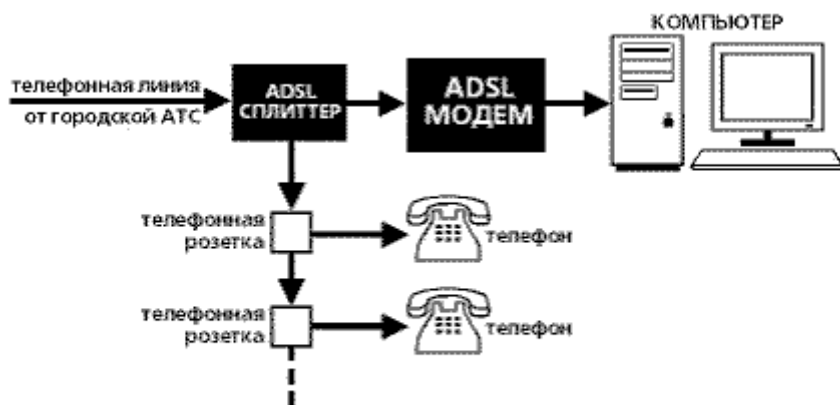 КОМПЬЮТЕР
телефонная линия
от городской АТС
ADSL
СПЛИТТЕР
ADSL
МОДЕМ
телефонная
розетка
телефон
телефонная
розетка
телефон